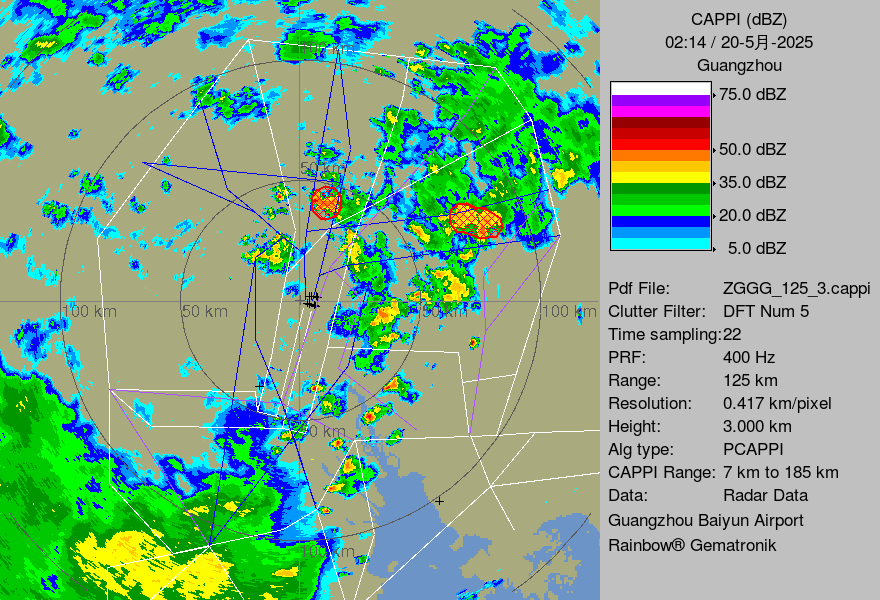 CAPPI (dBZ)
02:14 / 20-5月-2025
Guangzhou
75.0 dBZ
50.0 dBZ
35.0 dBZ
20.0 dBZ
5.0 dBZ
Pdf File: ZGGG_125_3.cappi
Clutter Filter: DFT Num 5
Time sampling:22
PRF: 400 Hz
Range: 125 km
Resolution: 0.417 km/pixel
Height: 3.000 km
Alg type: PCAPPI
CAPPI Range: 7 km to 185 km
Data: Radar Data
Guangzhou Baiyun Airport
Rainbow® Gematronik
100 km
50 km
100 km
50 km
50 km
100 km
50 km
100 km